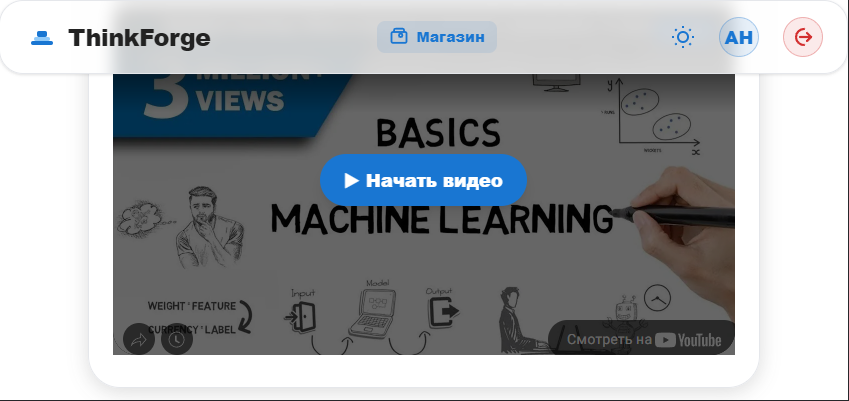 ThinkForge
Магазин
АН
3 MILLION+
VIEWS
BASICS
Начать видео
MACHINE LEARNING
Input
Model
Output
WEIGHT = FEATURE
CURRENCY = LABEL
Y
X
WEIGHTS
Смотреть на YouTube